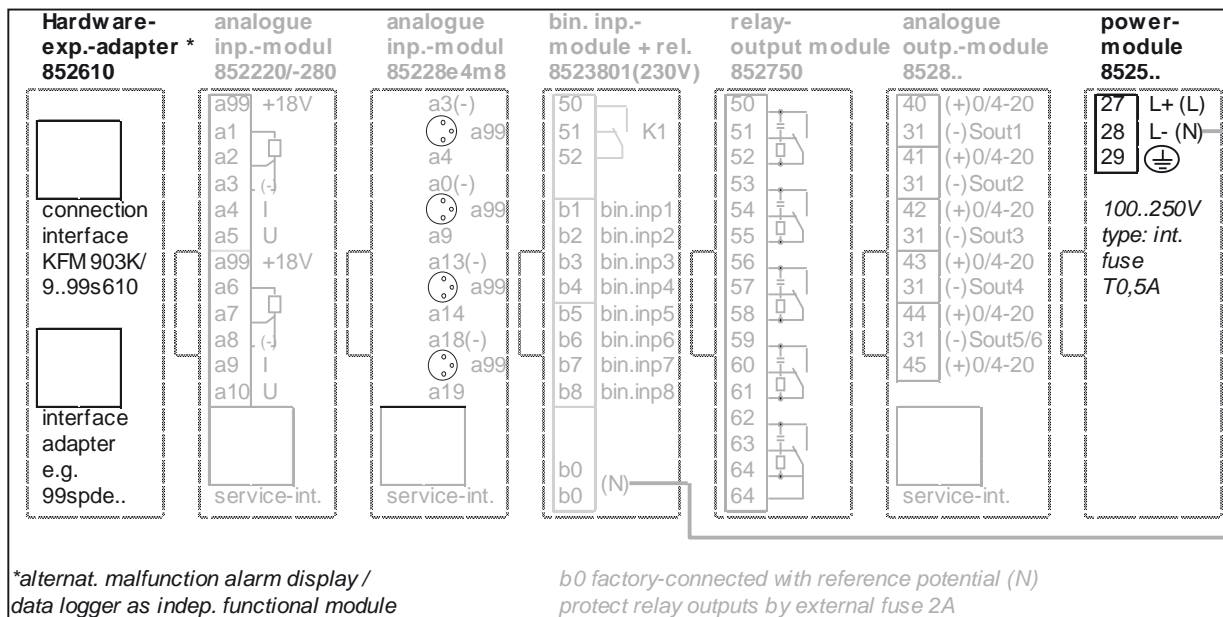 Hardware-
exp.-adapter *
852610
connection
interface
KFM 903K/
9..99s610
interface
adapter
e.g.
99spde..
analogue
inp.-modul
852220/-280
a99 +18V
a1
a2
a3 (-)
a4 I
a5 U
a99 +18V
a6
a7
a8 (-)
a9 I
a10 U
service-int.
analogue
inp.-modul
85228e4m8
a3(-)
a99
a4
a0(-)
a99
a9
a13(-)
a99
a14
a18(-)
a99
a19
service-int.
bin. inp.-
module + rel.
8523801(230V)
50
51 K1
52
b1 bin.inp1
b2 bin.inp2
b3 bin.inp3
b4 bin.inp4
b5 bin.inp5
b6 bin.inp6
b7 bin.inp7
b8 bin.inp8
b0
b0 (N)
relay-
output module
852750
50
51
52
53
54
55
56
57
58
59
60
61
62
63
64
64
analogue
outp.-module
8528..
40 (+)0/4-20
31 (-)Sout1
41 (+)0/4-20
31 (-)Sout2
42 (+)0/4-20
31 (-)Sout3
43 (+)0/4-20
31 (-)Sout4
44 (+)0/4-20
31 (-)Sout5/6
45 (+)0/4-20
service-int.
power-
module
8525..
27 L+ (L)
28 L- (N)
29
100..250V
type: int.
fuse
T0,5A
*alternat. malfunction alarm display /
data logger as indep. functional module
b0 factory-connected with reference potential (N)
protect relay outputs by external fuse 2A